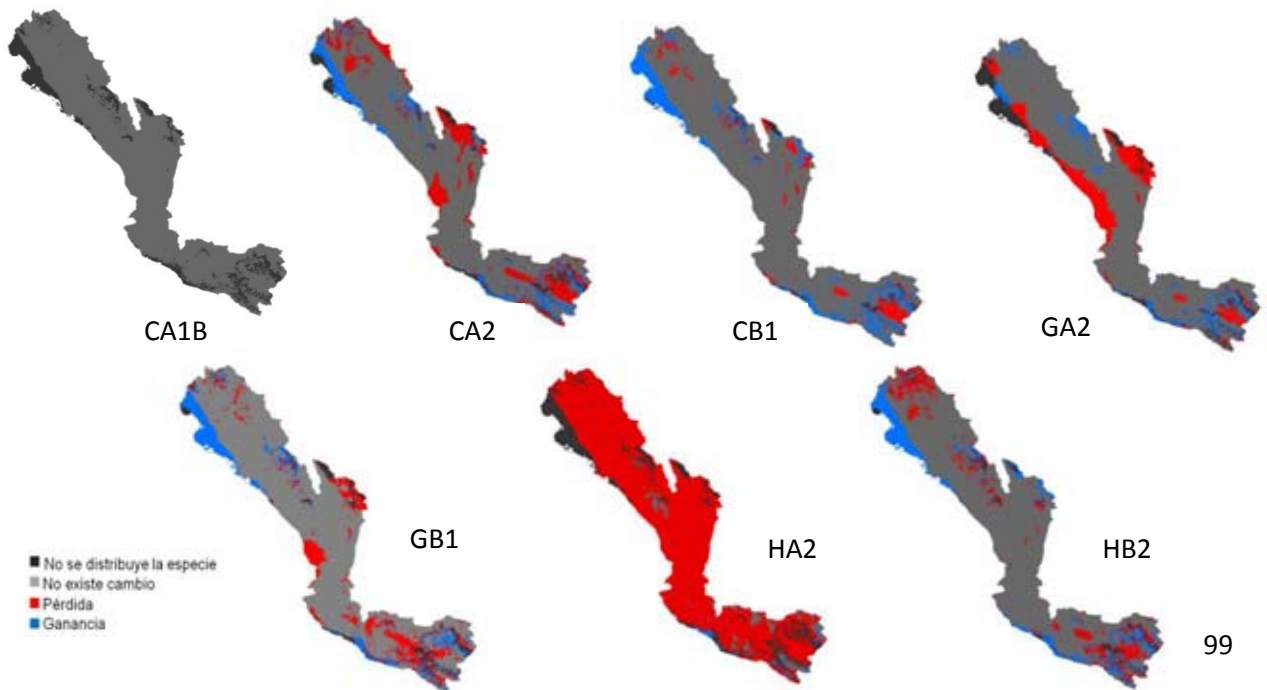 CA1B
CA2
CB1
GA2
GB1
HA2
HB2
No se distribuye la especie
No existe cambio
Pérdida
Ganancia
99